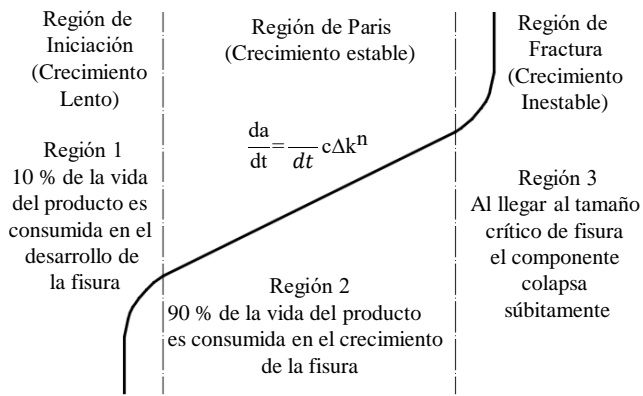 Región de
Iniciación
(Crecimiento
Lento)
Región de Paris
(Crecimiento estable)
Región de
Fractura
(Crecimiento
Inestable)
da/dt = /dt c∆kⁿ
Región 1
10 % de la vida
del producto es
consumida en el
desarrollo de
la fisura
Región 2
90 % de la vida del producto
es consumida en el crecimiento
de la fisura
Región 3
Al llegar al tamaño
crítico de fisura
el componente
colapsa
súbitamente